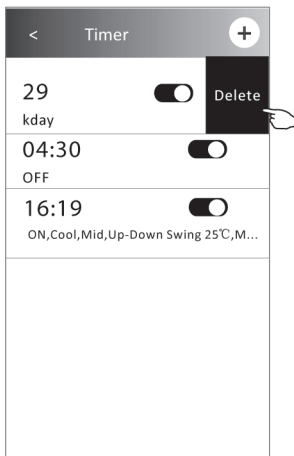 < Timer +
29
Delete
kday
04:30
OFF
16:19
ON,Cool,Mid,Up-Down Swing 25℃,M...